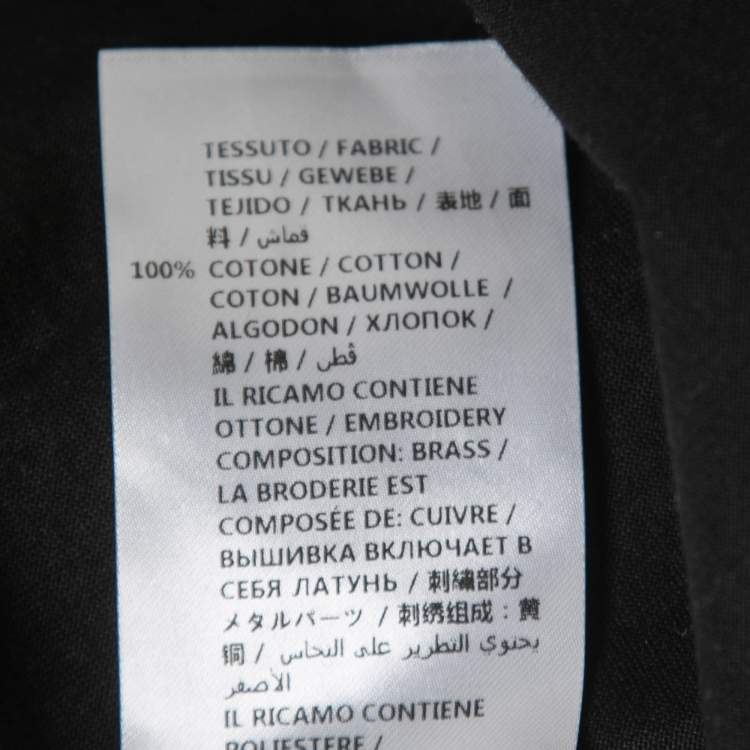 TESSUTO / FABRIC /
TISSU / GEWEBE /
TEJIDO / ТКАНЬ / 表地 / 面
料 / قماش
100% COTONE / COTTON /
COTON / BAUMWOLLE /
ALGODON / ХЛОПОК /
綿 / 棉 / قطن
IL RICAMO CONTIENE
OTTONE / EMBROIDERY
COMPOSITION: BRASS /
LA BRODERIE EST
COMPOSÉE DE: CUIVRE /
ВЫШИВКА ВКЛЮЧАЕТ В
СЕБЯ ЛАТУНЬ / 刺繍部分
メタルパーツ / 刺绣组成：黄
铜 / يحتوي التطريز على النحاس
الأصفر
IL RICAMO CONTIENE
POLIESTERE /